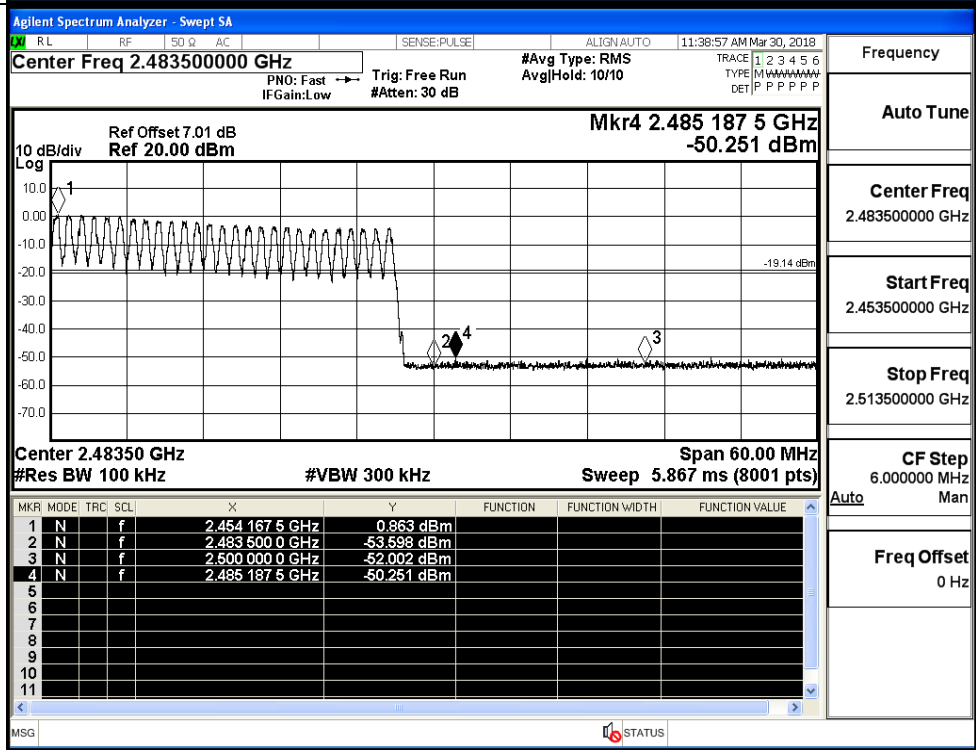 Agilent Spectrum Analyzer - Swept SA
LXI RL RF 50 Ω AC SENSE:PULSE ALIGN AUTO 11:38:57 AM Mar 30, 2018
Center Freq 2.483500000 GHz
PNO: Fast
IFGain:Low
Trig: Free Run
#Atten: 30 dB
#Avg Type: RMS
Avg|Hold: 10/10
TRACE 1 2 3 4 5 6
TYPE M WWWWW
DET P P P P P P
Ref Offset 7.01 dB
10 dB/div Ref 20.00 dBm
Log
Mkr4 2.485 187 5 GHz
-50.251 dBm
10.0
0.00
-10.0
-20.0
-30.0
-40.0
-50.0
-60.0
-70.0
1
2
4
3
-19.14 dBm
Center 2.48350 GHz Span 60.00 MHz
#Res BW 100 kHz #VBW 300 kHz Sweep 5.867 ms (8001 pts)
MKR MODE TRC SCL X Y FUNCTION FUNCTION WIDTH FUNCTION VALUE
1 N f 2.454 167 5 GHz 0.863 dBm
2 N f 2.483 500 0 GHz -53.598 dBm
3 N f 2.500 000 0 GHz -52.002 dBm
4 N f 2.485 187 5 GHz -50.251 dBm
5
6
7
8
9
10
11
MSG STATUS
Frequency
Auto Tune
Center Freq
2.483500000 GHz
Start Freq
2.453500000 GHz
Stop Freq
2.513500000 GHz
CF Step
6.000000 MHz
Auto Man
Freq Offset
0 Hz